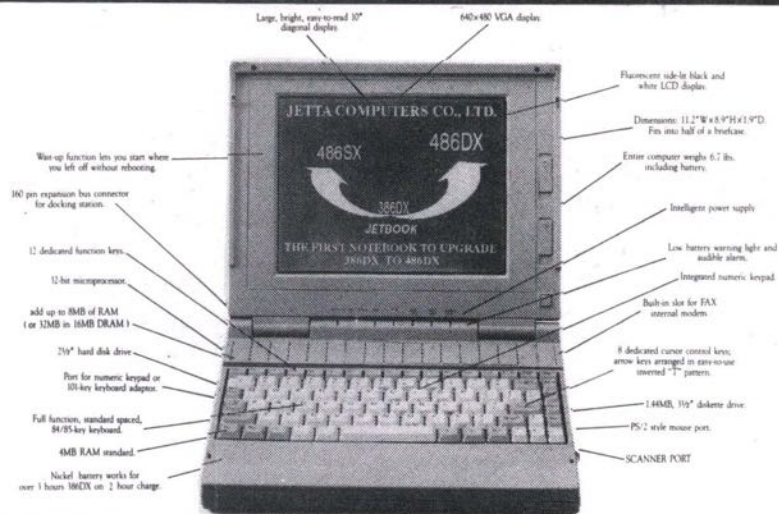 Large, bright, easy-to-read 10"
diagonal display.
640×480 VGA display.
Fluorescent side-lit black and
white LCD display.
Dimensions: 11.2"W×8.9"H×1.9"D.
Fits into half of a briefcase.
Entire computer weighs 6.7 lbs.
including battery.
Intelligent power supply
Low battery warning light and
audible alarm.
Integrated numeric keypad.
Built-in slot for FAX
internal modem.
8 dedicated cursor control keys;
arrow keys arranged in easy-to-use
inverted "T" pattern.
1.44MB, 3½" diskette drive.
PS/2 style mouse port.
SCANNER PORT
JETTA COMPUTERS CO., LTD.
486SX
486DX
386DX
JETBOOK
THE FIRST NOTEBOOK TO UPGRADE
386DX TO 486DX
function lets you start where
you left off without rebooting.
160 pin expansion bus connector
for docking station.
12 dedicated function keys.
32-bit microprocessor.
add up to 8MB of RAM
( or 32MB in 16MB DRAM )
2½" hard disk drive
Port for numeric keypad or
101-key keyboard adaptor.
Full function, standard spaced,
84/85-key keyboard.
4MB RAM standard.
Nickel battery works for
over 3 hours 386DX on 2 hour charge.